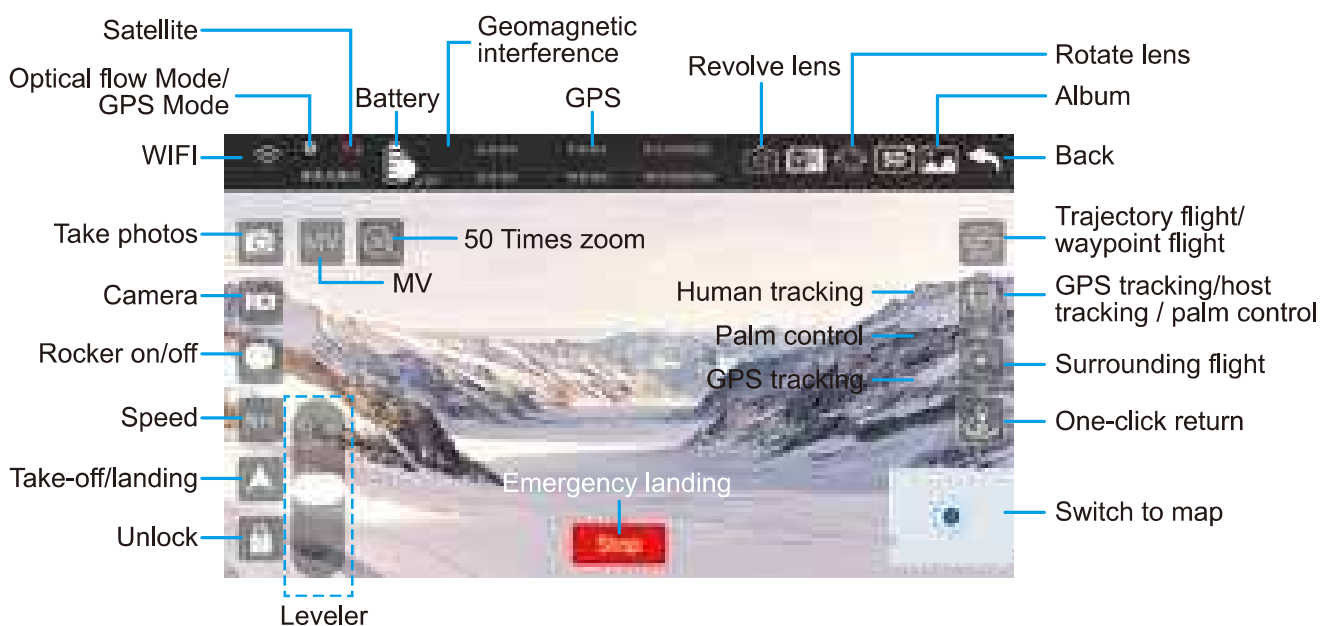 Satellite
Geomagnetic
interference
Rotate lens
Optical flow Mode/
GPS Mode
Battery
GPS
Revolve lens
Album
WIFI
Back
Take photos
50 Times zoom
Trajectory flight/
waypoint flight
MV
Camera
Human tracking
GPS tracking/host
tracking / palm control
Rocker on/off
Palm control
GPS tracking
Surrounding flight
Speed
One-click return
Take-off/landing
Emergency landing
Switch to map
Unlock
Stop
Leveler